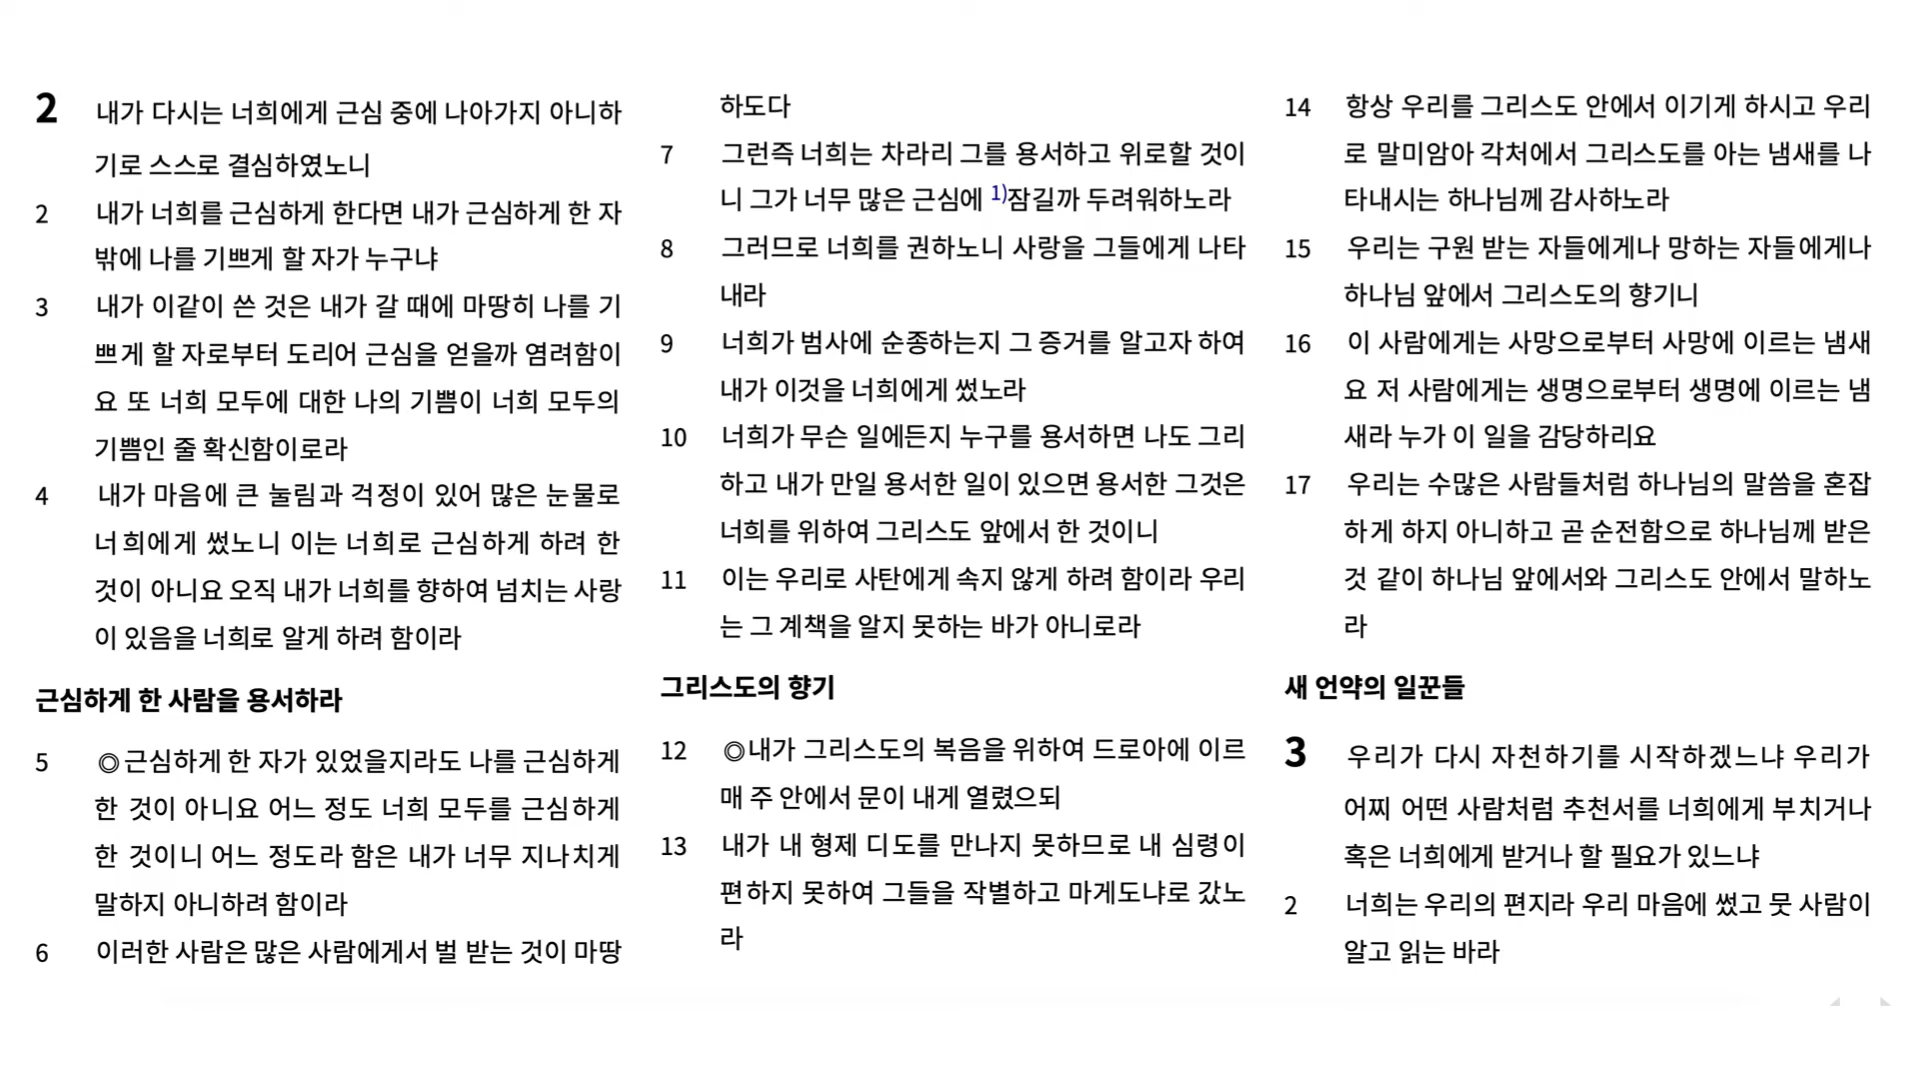 2 내가 다시는 너희에게 근심 중에 나아가지 아니하
기로 스스로 결심하였노니
2 내가 너희를 근심하게 한다면 내가 근심하게 한 자
밖에 나를 기쁘게 할 자가 누구냐
3 내가 이같이 쓴 것은 내가 갈 때에 마땅히 나를 기
쁘게 할 자로부터 도리어 근심을 얻을까 염려함이
요 또 너희 모두에 대한 나의 기쁨이 너희 모두의
기쁨인 줄 확신함이로라
4 내가 마음에 큰 눌림과 걱정이 있어 많은 눈물로
너희에게 썼노니 이는 너희로 근심하게 하려 한
것이 아니요 오직 내가 너희를 향하여 넘치는 사랑
이 있음을 너희로 알게 하려 함이라
근심하게 한 사람을 용서하라
5 ◎근심하게 한 자가 있었을지라도 나를 근심하게
한 것이 아니요 어느 정도 너희 모두를 근심하게
한 것이니 어느 정도라 함은 내가 너무 지나치게
말하지 아니하려 함이라
6 이러한 사람은 많은 사람에게서 벌 받는 것이 마땅
하도다
7 그런즉 너희는 차라리 그를 용서하고 위로할 것이
니 그가 너무 많은 근심에 1)잠길까 두려워하노라
8 그러므로 너희를 권하노니 사랑을 그들에게 나타
내라
9 너희가 범사에 순종하는지 그 증거를 알고자 하여
내가 이것을 너희에게 썼노라
10 너희가 무슨 일에든지 누구를 용서하면 나도 그리
하고 내가 만일 용서한 일이 있으면 용서한 그것은
너희를 위하여 그리스도 앞에서 한 것이니
11 이는 우리로 사탄에게 속지 않게 하려 함이라 우리
는 그 계책을 알지 못하는 바가 아니로라
그리스도의 향기
12 ◎내가 그리스도의 복음을 위하여 드로아에 이르
매 주 안에서 문이 내게 열렸으되
13 내가 내 형제 디도를 만나지 못하므로 내 심령이
편하지 못하여 그들을 작별하고 마게도냐로 갔노
라
14 항상 우리를 그리스도 안에서 이기게 하시고 우리
로 말미암아 각처에서 그리스도를 아는 냄새를 나
타내시는 하나님께 감사하노라
15 우리는 구원 받는 자들에게나 망하는 자들에게나
하나님 앞에서 그리스도의 향기니
16 이 사람에게는 사망으로부터 사망에 이르는 냄새
요 저 사람에게는 생명으로부터 생명에 이르는 냄
새라 누가 이 일을 감당하리요
17 우리는 수많은 사람들처럼 하나님의 말씀을 혼잡
하게 하지 아니하고 곧 순전함으로 하나님께 받은
것 같이 하나님 앞에서와 그리스도 안에서 말하노
라
새 언약의 일꾼들
3 우리가 다시 자천하기를 시작하겠느냐 우리가
어찌 어떤 사람처럼 추천서를 너희에게 부치거나
혹은 너희에게 받거나 할 필요가 있느냐
2 너희는 우리의 편지라 우리 마음에 썼고 뭇 사람이
알고 읽는 바라